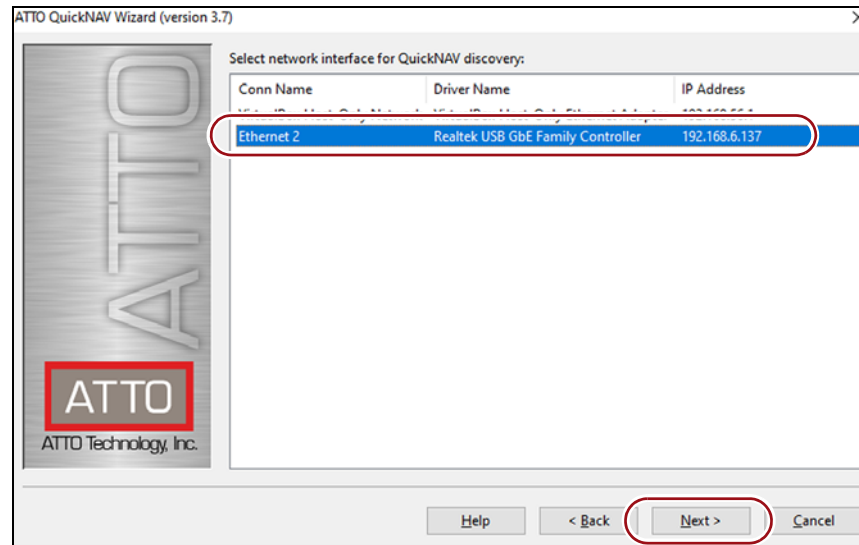 ATTO QuickNAV Wizard (version 3.7)
Select network interface for QuickNAV discovery:
Conn Name Driver Name IP Address
Ethernet 2 Realtek USB GbE Family Controller 192.168.6.137
ATTO
ATTO
ATTO Technology, Inc.
Help < Back Next > Cancel